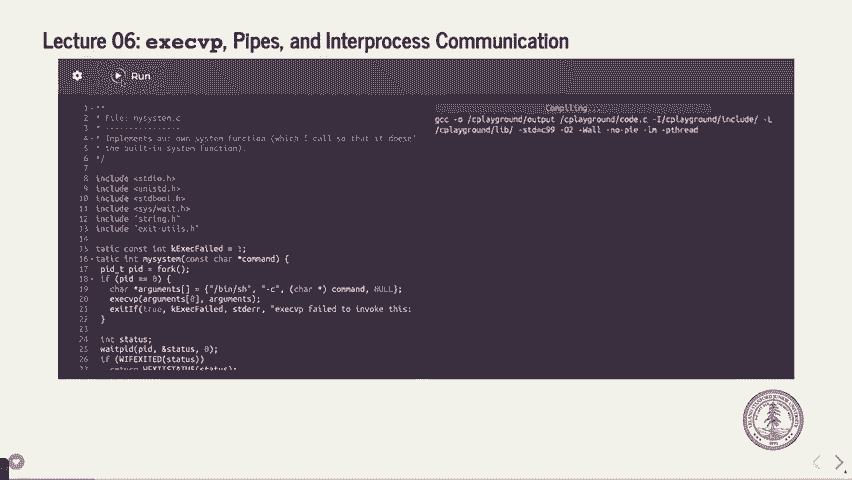 Lecture 06: execvp, Pipes, and Interprocess Communication
Run
Compiling...
gcc -o /cplayground/output /cplayground/code.c -I/cplayground/include/ -L
/cplayground/lib/ -std=c99 -O2 -Wall -no-pie -lm -pthread
1 **
2 * File: mysystem.c
3 * ---------------
4 * Implements our own system function (which I call so that it doesn'
5 * the built-in system function).
6 */
7
8 include <stdio.h>
9 include <unistd.h>
10 include <stdbool.h>
11 include <sys/wait.h>
12 include "string.h"
13 include "exit-utils.h"
14
15 tatic const int kExecFailed = 1;
16 tatic int mysystem(const char *command) {
17 pid_t pid = fork();
18 if (pid == 0) {
19 char *arguments[] = {"/bin/sh", "-c", (char *) command, NULL};
20 execvp(arguments[0], arguments);
21 exitIf(true, kExecFailed, stderr, "execvp failed to invoke this:
22 }
23
24 int status;
25 waitpid(pid, &status, 0);
26 if (WIFEXITED(status))
27 return WEXITSTATUS(status);